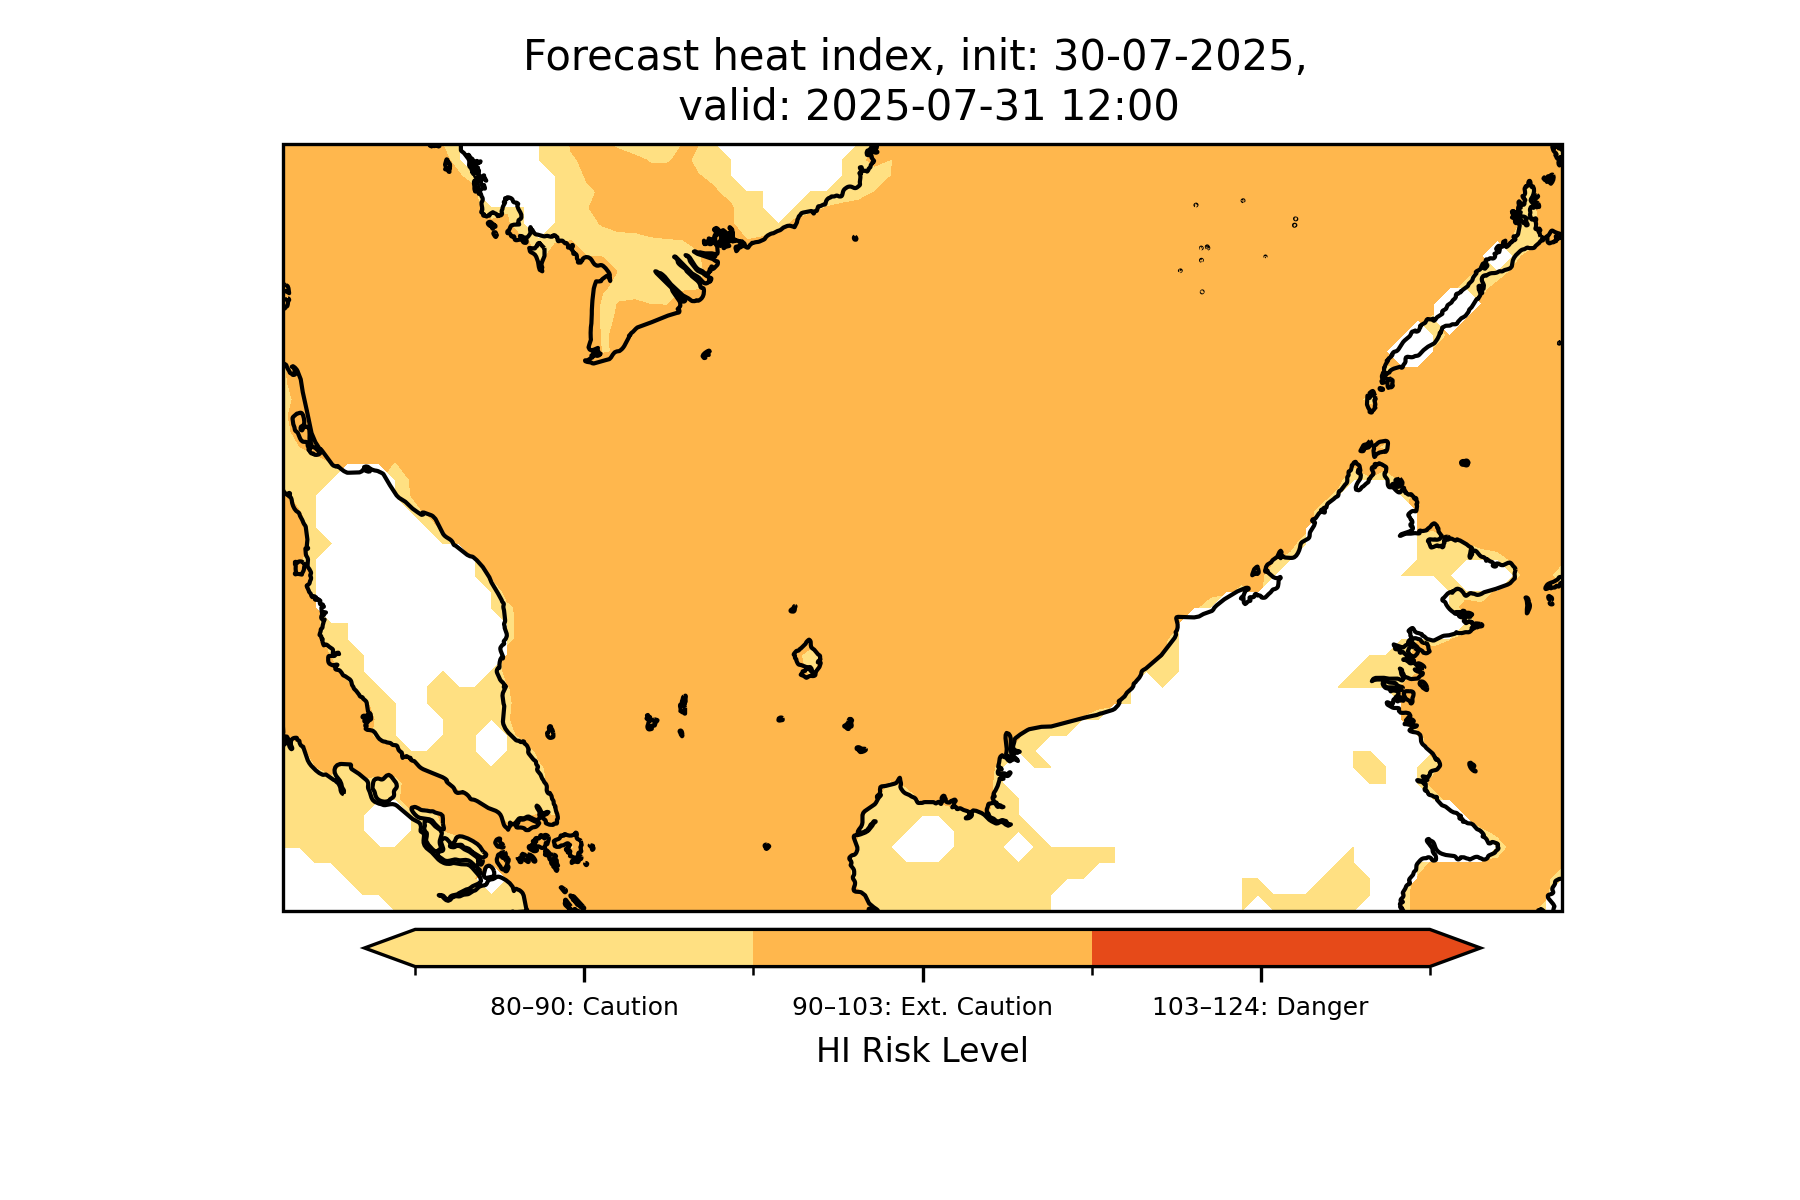 Forecast heat index, init: 30-07-2025,
valid: 2025-07-31 12:00
80–90: Caution
90–103: Ext. Caution
103–124: Danger
HI Risk Level